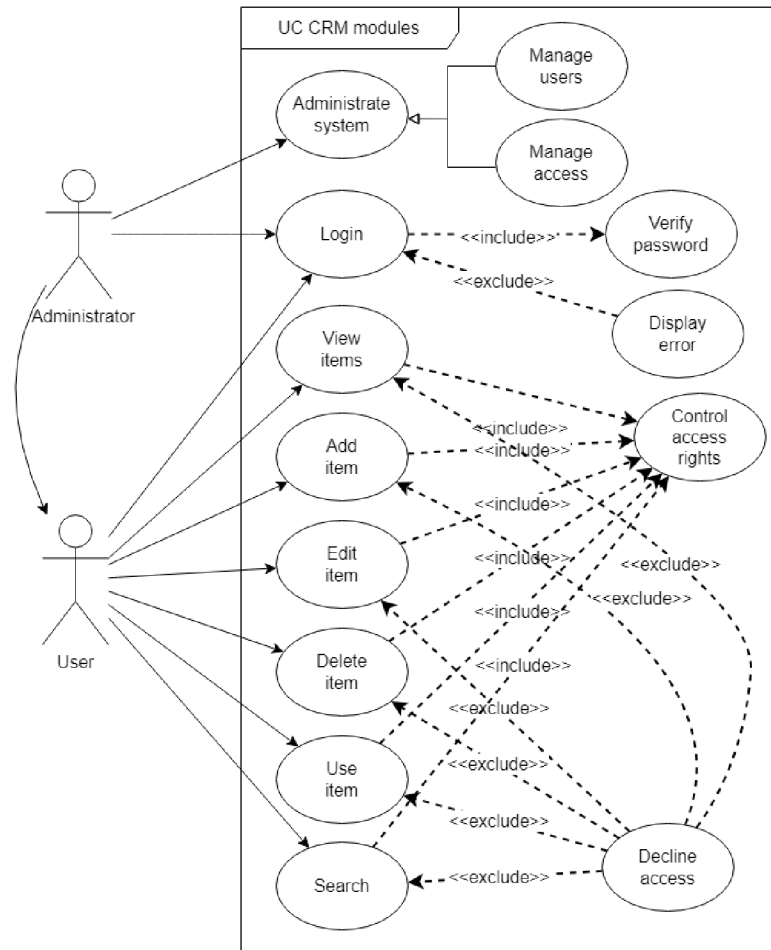 UC CRM modules
Manage
users
Administrate
system
Manage
access
Login
<<include>>
Verify
password
<<exclude>>
Administrator
Display
error
View
items
Control
access
rights
<<include>>
Add
item
<<include>>
<<include>>
Edit
item
<<include>>
<<exclude>>
<<exclude>>
<<include>>
User
Delete
item
<<include>>
<<exclude>>
Use
item
<<exclude>>
<<exclude>>
Search
<<exclude>>
Decline
access